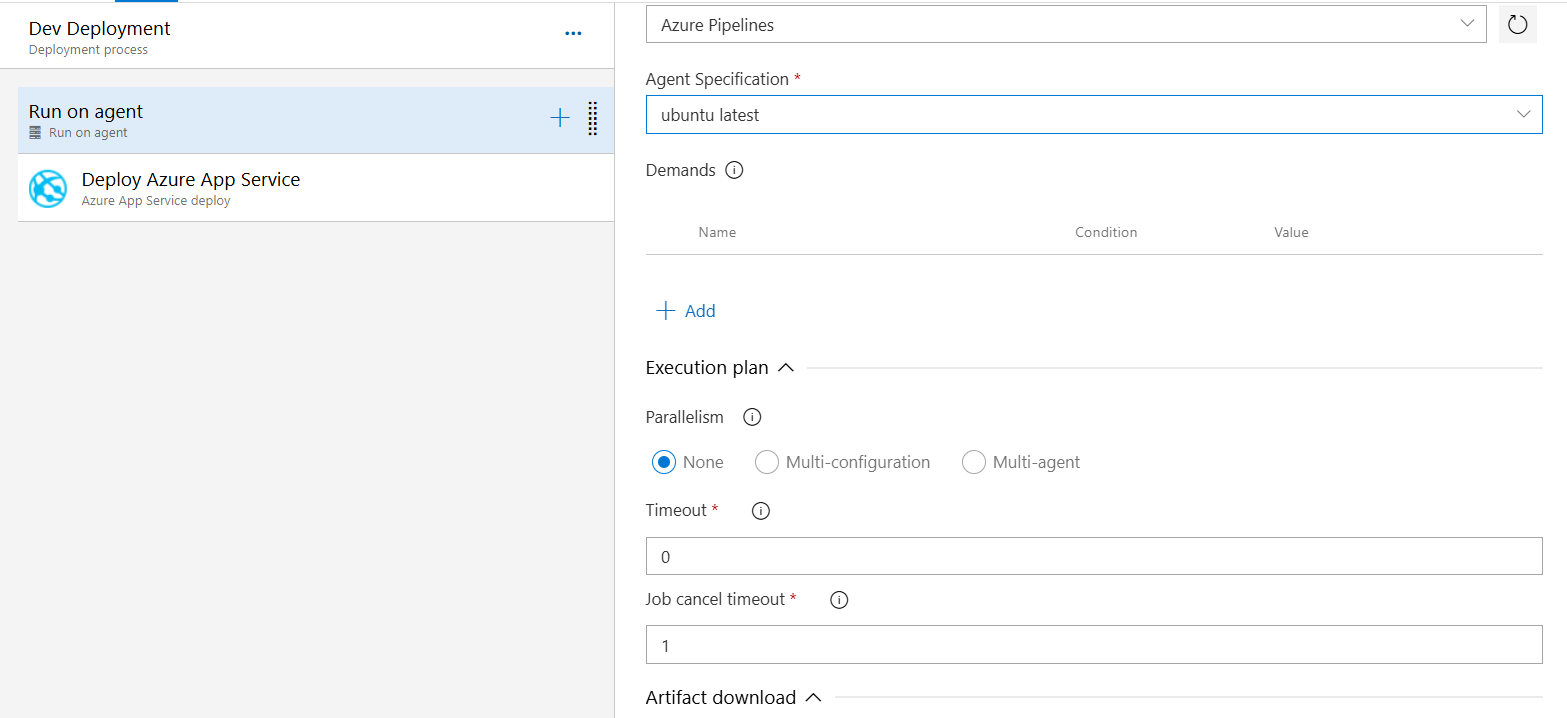 Dev Deployment
Deployment process
Run on agent
Run on agent
Deploy Azure App Service
Azure App Service deploy
Azure Pipelines
Agent Specification *
ubuntu latest
Demands
Name Condition Value
Add
Execution plan
Parallelism
None Multi-configuration Multi-agent
Timeout *
0
Job cancel timeout *
1
Artifact download